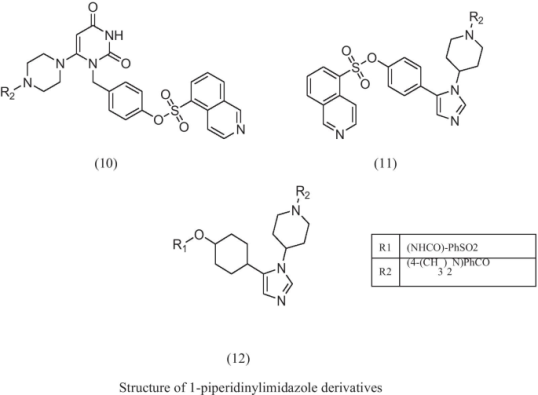 O
NH
N
N
O
R2
N
O
S
O
O
N
(10)
R2
N
O
O
S
O
N
N
N
(11)
R2
N
O
R1
N
N
(12)
R1 (NHCO)-PhSO2
R2 (4-(CH3)2N)PhCO
Structure of 1-piperidinylimidazole derivatives